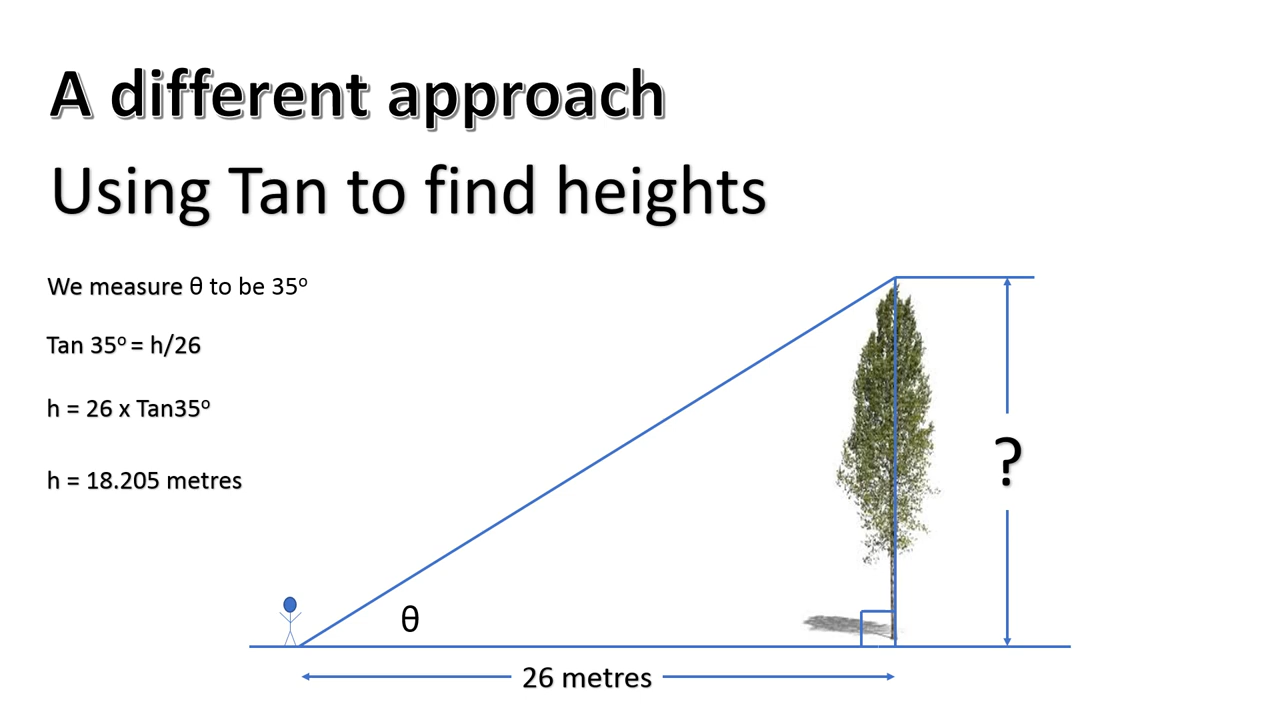 A different approach
Using Tan to find heights
We measure θ to be 35º
Tan 35º = h/26
h = 26 x Tan35º
h = 18.205 metres
?
θ
26 metres